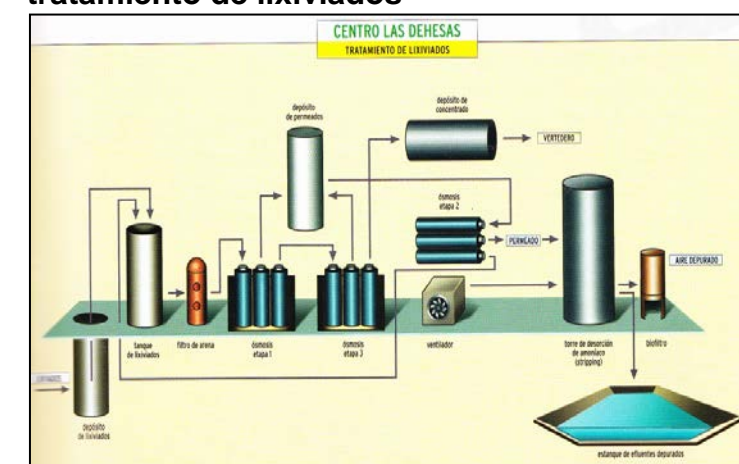 tratamiento de lixiviados
CENTRO LAS DEHESAS
TRATAMIENTO DE LIXIVIADOS
depósito
de permeados
depósito de
concentrado
VERTEDERO
ósmosis
etapa 2
PERMEADO
AIRE DEPURADO
tanque
de lixiviados
filtro de arena
ósmosis
etapa 1
ósmosis
etapa 3
ventilador
torre de desorción
de amoníaco
(stripping)
biofiltro
depósito
de lixiviados
estanque de efluentes depurados